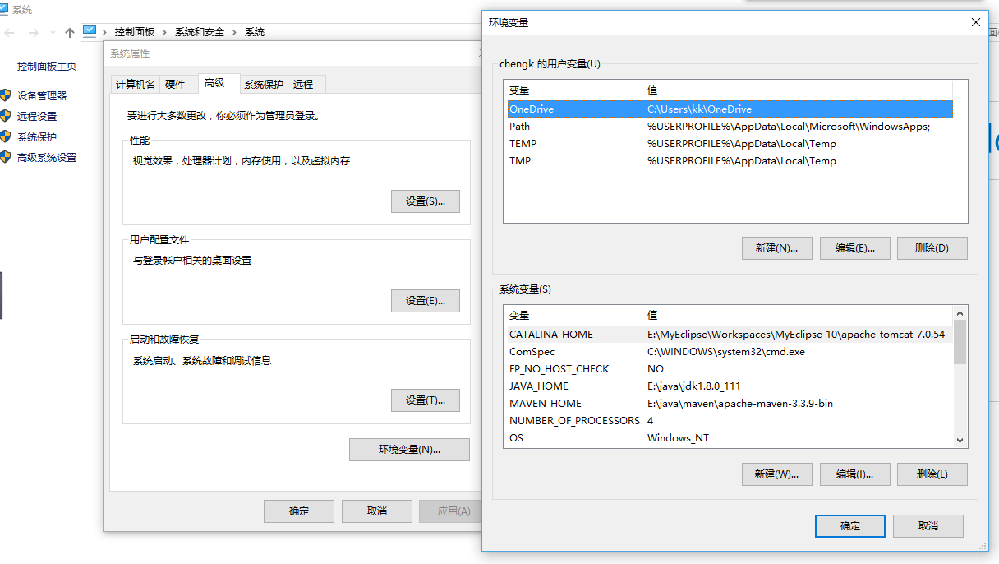 系统
控制面板 › 系统和安全 › 系统
控制面板主页
设备管理器
远程设置
系统保护
高级系统设置
系统属性
计算机名 硬件 高级 系统保护 远程
要进行大多数更改，你必须作为管理员登录。
性能
视觉效果，处理器计划，内存使用，以及虚拟内存
设置(S)...
用户配置文件
与登录帐户相关的桌面设置
设置(E)...
启动和故障恢复
系统启动、系统故障和调试信息
设置(T)...
环境变量(N)...
确定 取消 应用(A)
环境变量
chengk 的用户变量(U)
变量 值
OneDrive C:\Users\kk\OneDrive
Path %USERPROFILE%\AppData\Local\Microsoft\WindowsApps;
TEMP %USERPROFILE%\AppData\Local\Temp
TMP %USERPROFILE%\AppData\Local\Temp
新建(N)... 编辑(E)... 删除(D)
系统变量(S)
变量 值
CATALINA_HOME E:\MyEclipse\Workspaces\MyEclipse 10\apache-tomcat-7.0.54
ComSpec C:\WINDOWS\system32\cmd.exe
FP_NO_HOST_CHECK NO
JAVA_HOME E:\java\jdk1.8.0_111
MAVEN_HOME E:\java\maven\apache-maven-3.3.9-bin
NUMBER_OF_PROCESSORS 4
OS Windows_NT
新建(W)... 编辑(I)... 删除(L)
确定 取消